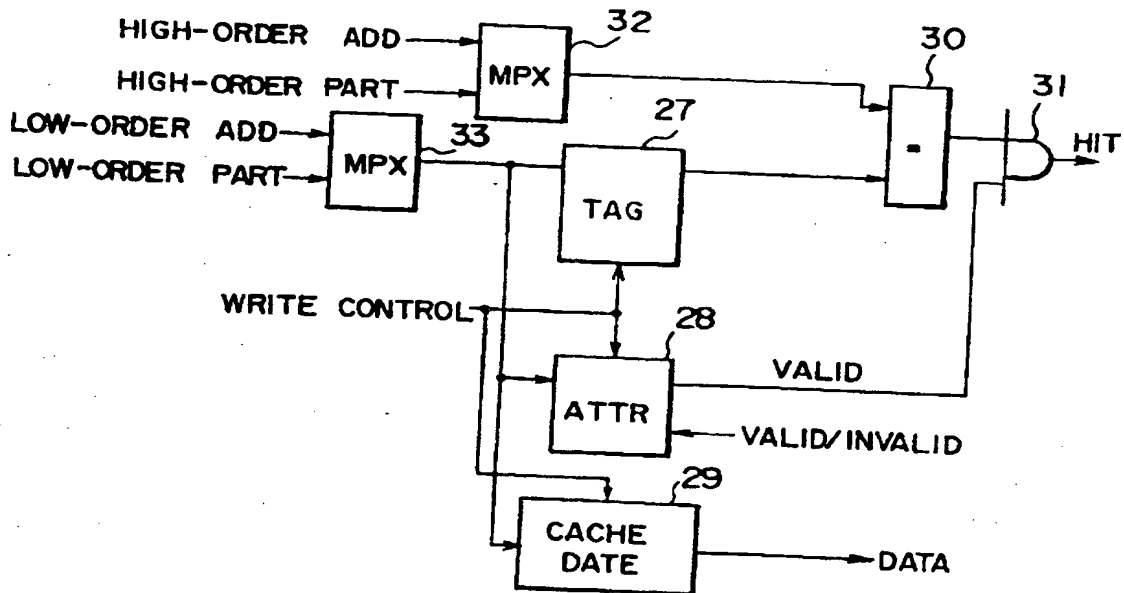 HIGH-ORDER ADD
32
MPX
HIGH-ORDER PART
30
31
LOW-ORDER ADD
33
27
HIT
MPX
=
LOW-ORDER PART
TAG
WRITE CONTROL
28
VALID
ATTR
VALID/INVALID
29
CACHE
DATE
DATA